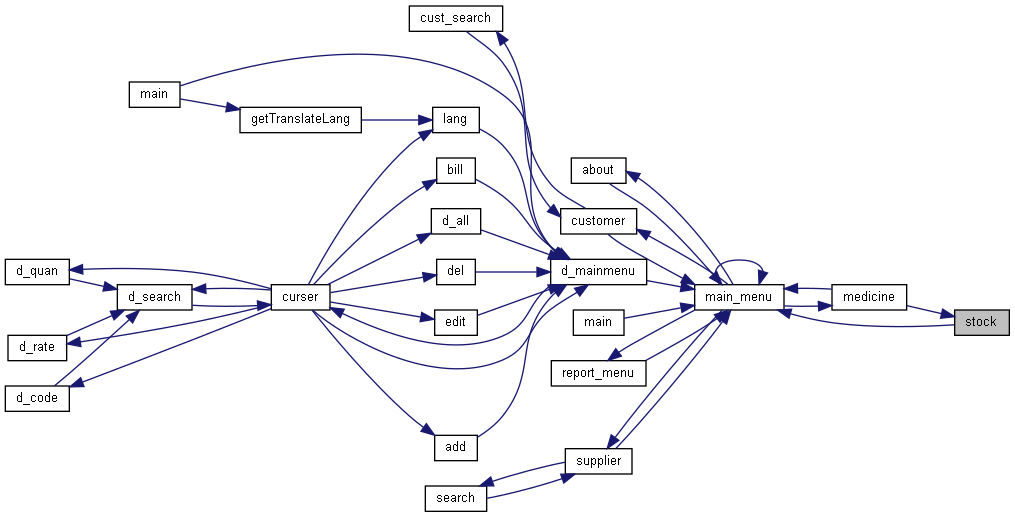 cust_search
main
getTranslateLang
lang
bill
about
d_all
customer
d_quan
del
d_mainmenu
d_search
curser
main_menu
medicine
edit
main
stock
d_rate
report_menu
d_code
add
supplier
search